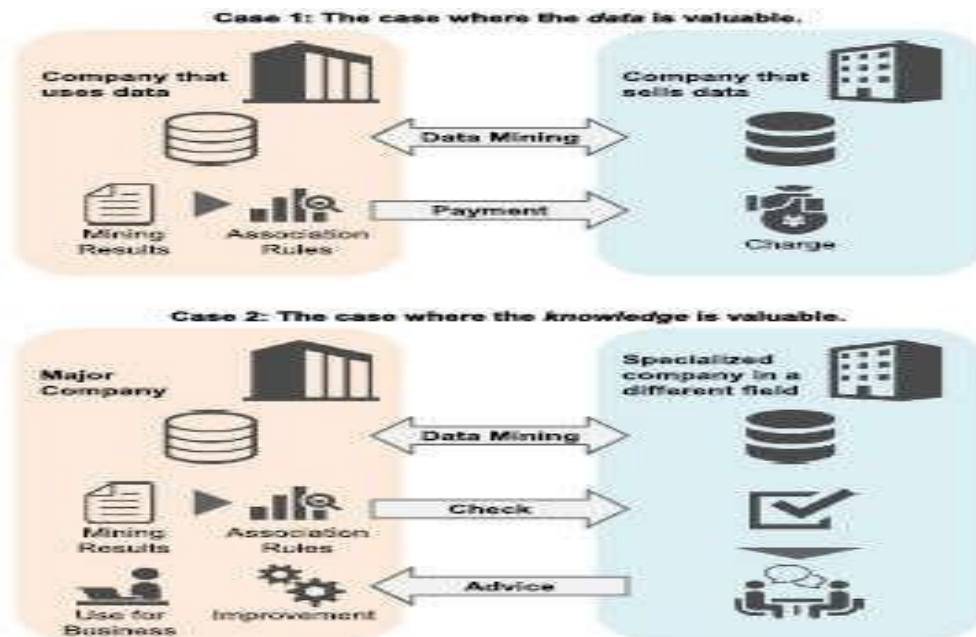 Case 1: The case where the data is valuable.
Company that
uses data
Company that
sells data
Data Mining
Payment
Mining
Results
Association
Rules
¥
Charge
Case 2: The case where the knowledge is valuable.
Major
Company
Specialized
company in a
different field
Data Mining
Check
Mining
Results
Association
Rules
Advice
Use for
Business
Improvement